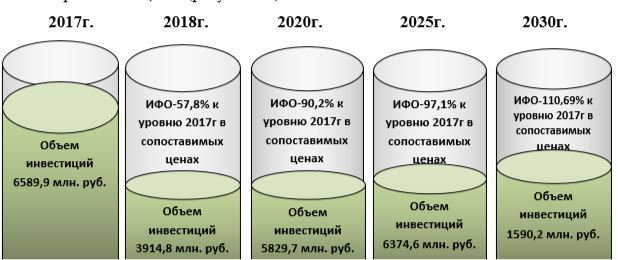 2017г.
2018г.
2020г.
2025г.
2030г.
Объем
инвестиций
6589,9 млн. руб.
ИФО-57,8% к
уровню 2017г в
сопоставимых
ценах
Объем
инвестиций
3914,8 млн. руб.
ИФО-90,2% к
уровню 2017г в
сопоставимых
ценах
Объем
инвестиций
5829,7 млн. руб.
ИФО-97,1% к
уровню 2017г в
сопоставимых
ценах
Объем
инвестиций
6374,6 млн. руб.
ИФО-110,69% к
уровню 2017г в
сопоставимых
ценах
Объем
инвестиций
1590,2 млн. руб.